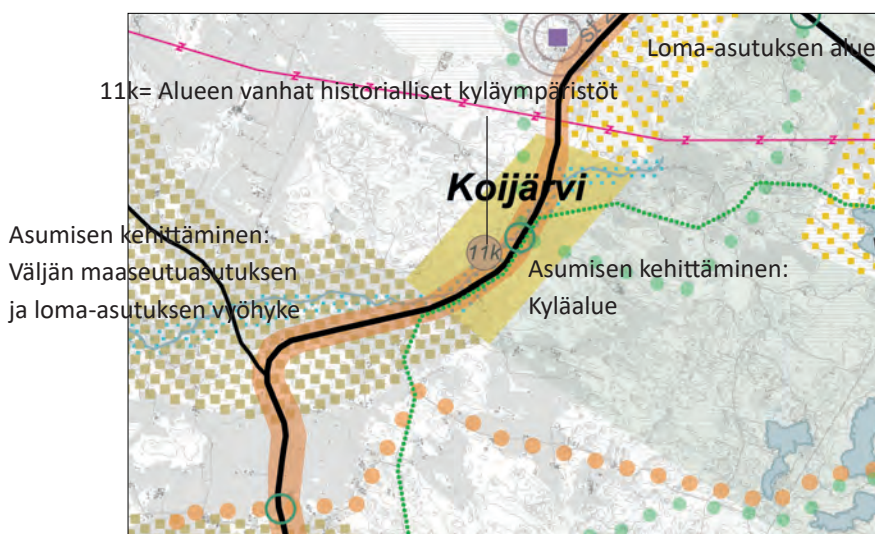 Loma-asutuksen alue
11k= Alueen vanhat historialliset kyläympäristöt
Koijärvi
11k
Asumisen kehittäminen:
Väljän maaseutuasutuksen
ja loma-asutuksen vyöhyke
Asumisen kehittäminen:
Kyläalue
z z z z z z